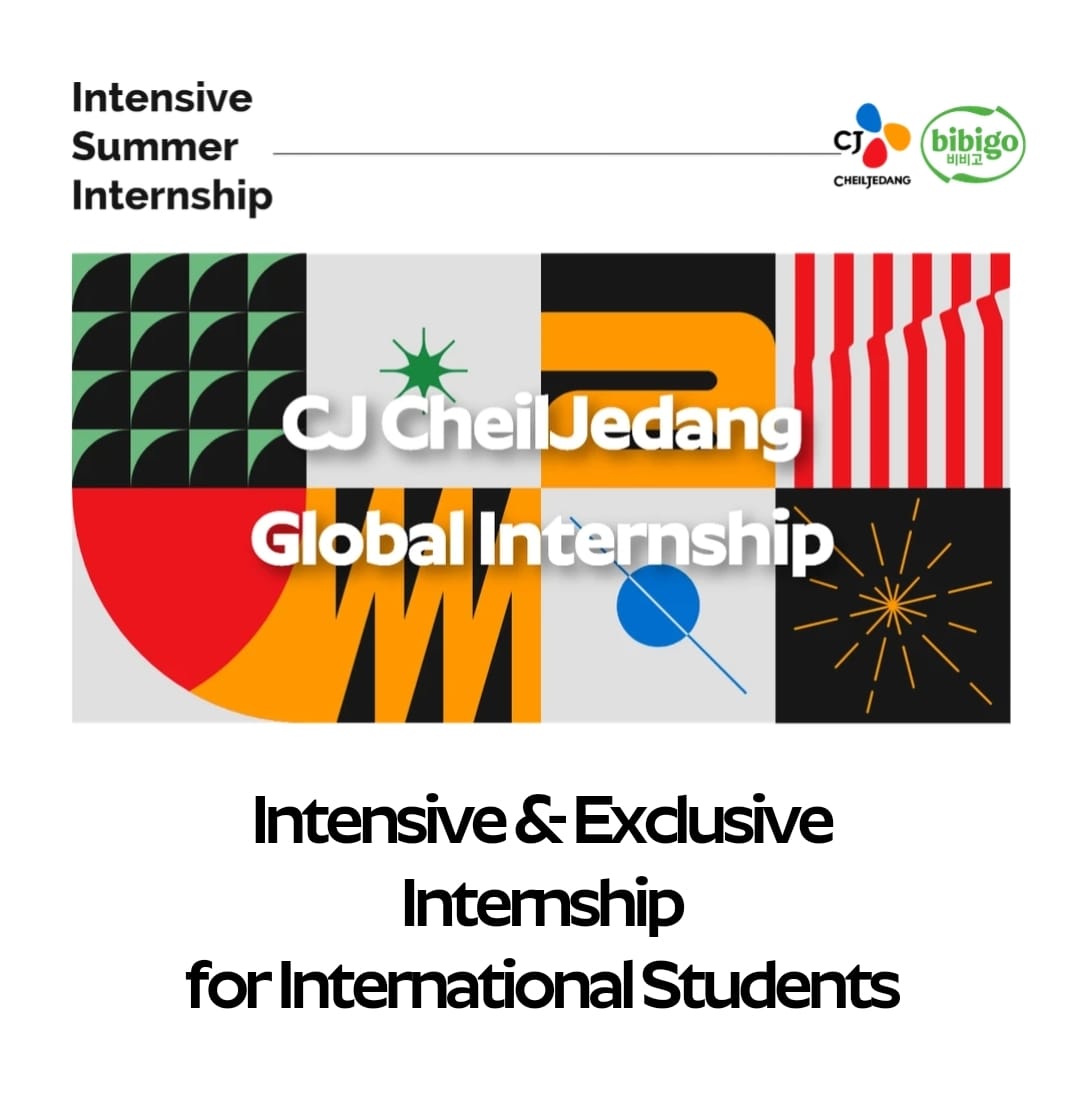 Intensive
Summer
Internship
CJ
CHEILJEDANG
bibigo
비비고
CJ CheilJedang
Global Internship
Intensive & Exclusive
Internship
for International Students